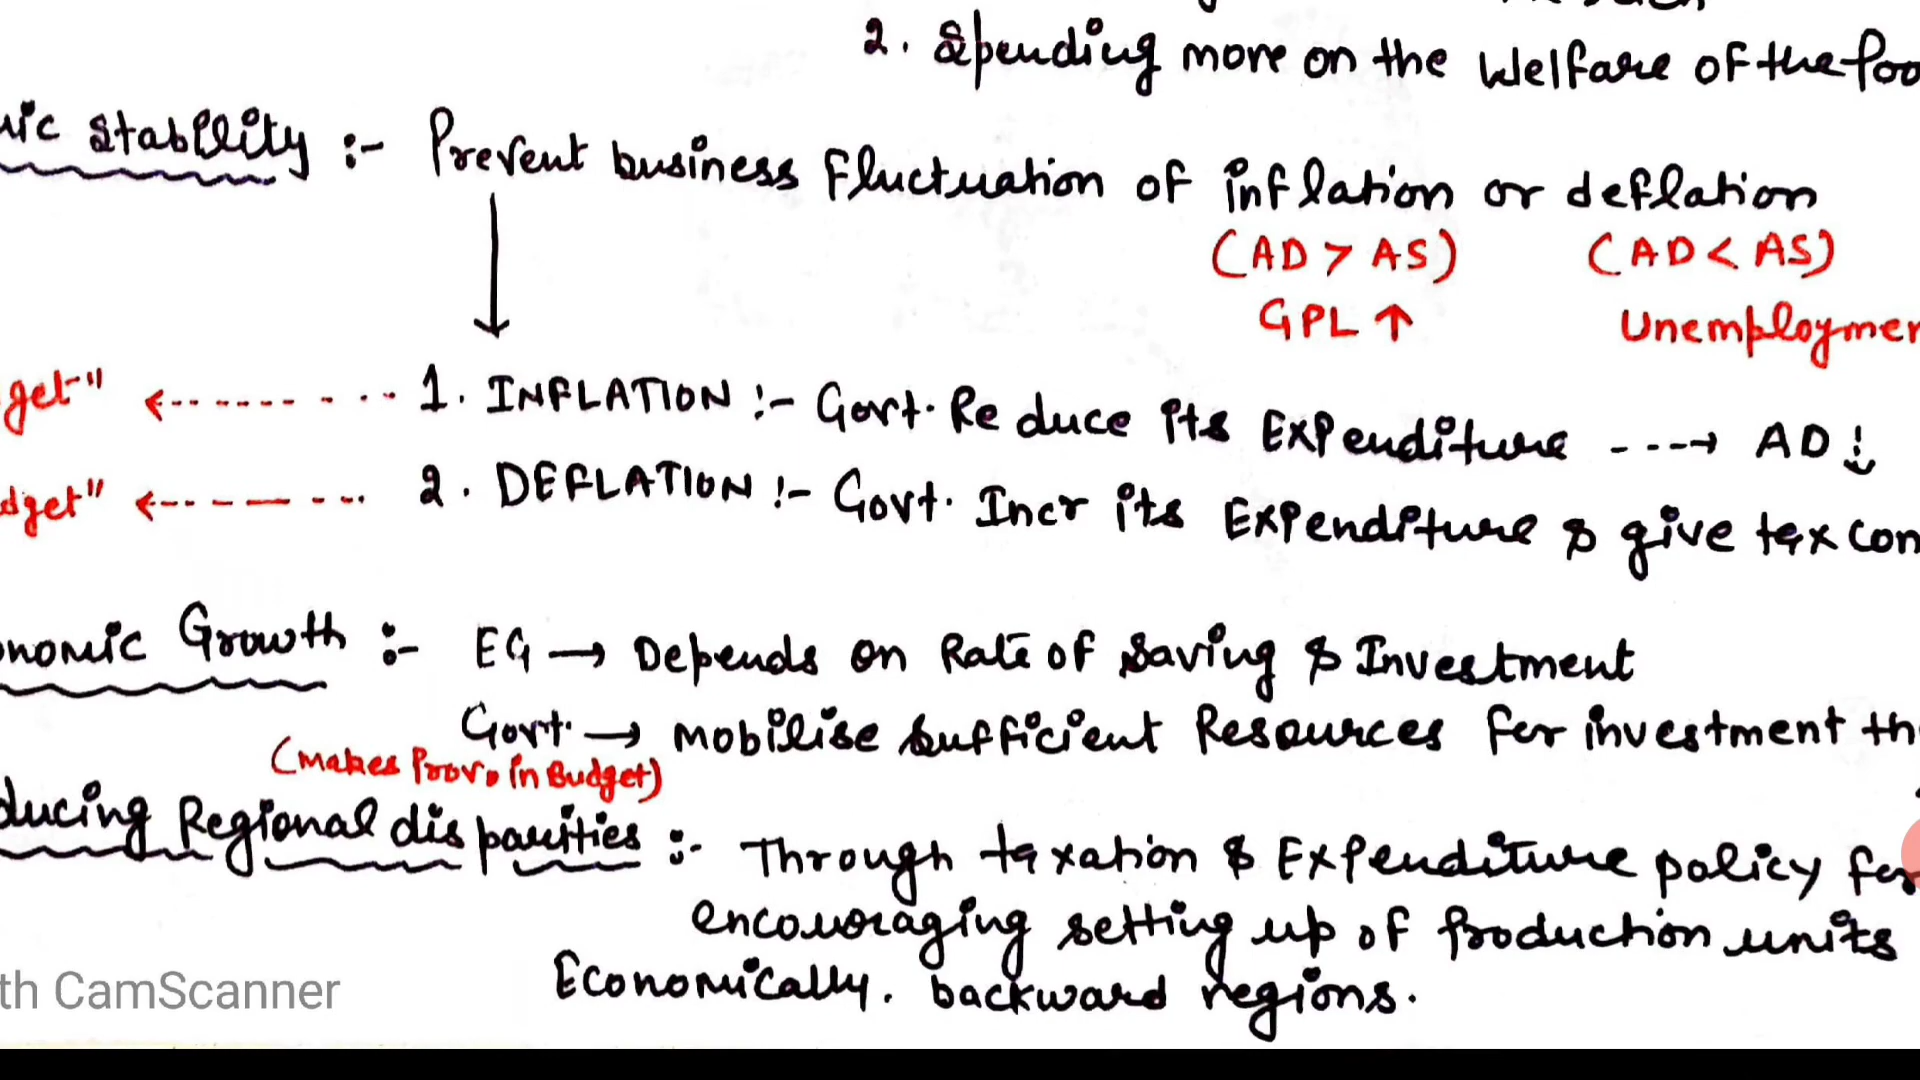 2. Spending more on the Welfare of the Poo
mic stability :- Prevent business Fluctuation of inflation or deflation
(AD > AS) (AD < AS)
GPL ↑ Unemploymen
get" <------- 1. INFLATION :- Govt. Reduce its Expenditure ----> AD ↓
dget" <------- 2. DEFLATION :- Govt. Incr its Expenditure & give tax con
onomic Growth :- EG → Depends on Rate of Saving & Investment
Govt. → mobilise sufficient Resources for investment th
(makes Prov. in Budget)
ducing Regional disparities :- Through taxation & Expenditure policy for
encouraging setting up of Production units
Economically. backward regions.
th CamScanner